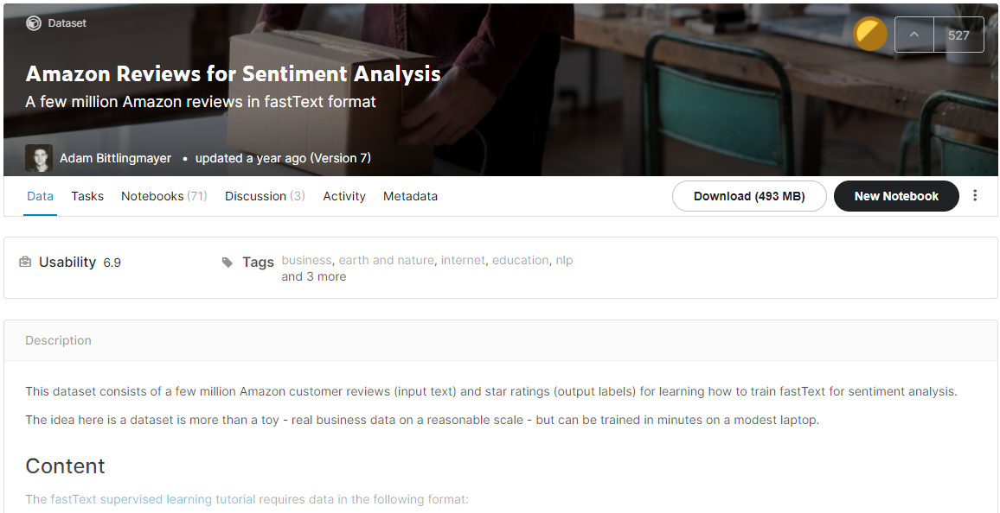 Dataset
527
Amazon Reviews for Sentiment Analysis
A few million Amazon reviews in fastText format
Adam Bittlingmayer • updated a year ago (Version 7)
Data Tasks Notebooks (71) Discussion (3) Activity Metadata Download (493 MB) New Notebook
Usability 6.9 Tags business, earth and nature, internet, education, nlp
and 3 more
Description
This dataset consists of a few million Amazon customer reviews (input text) and star ratings (output labels) for learning how to train fastText for sentiment analysis.
The idea here is a dataset is more than a toy - real business data on a reasonable scale - but can be trained in minutes on a modest laptop.
Content
The fastText supervised learning tutorial requires data in the following format: